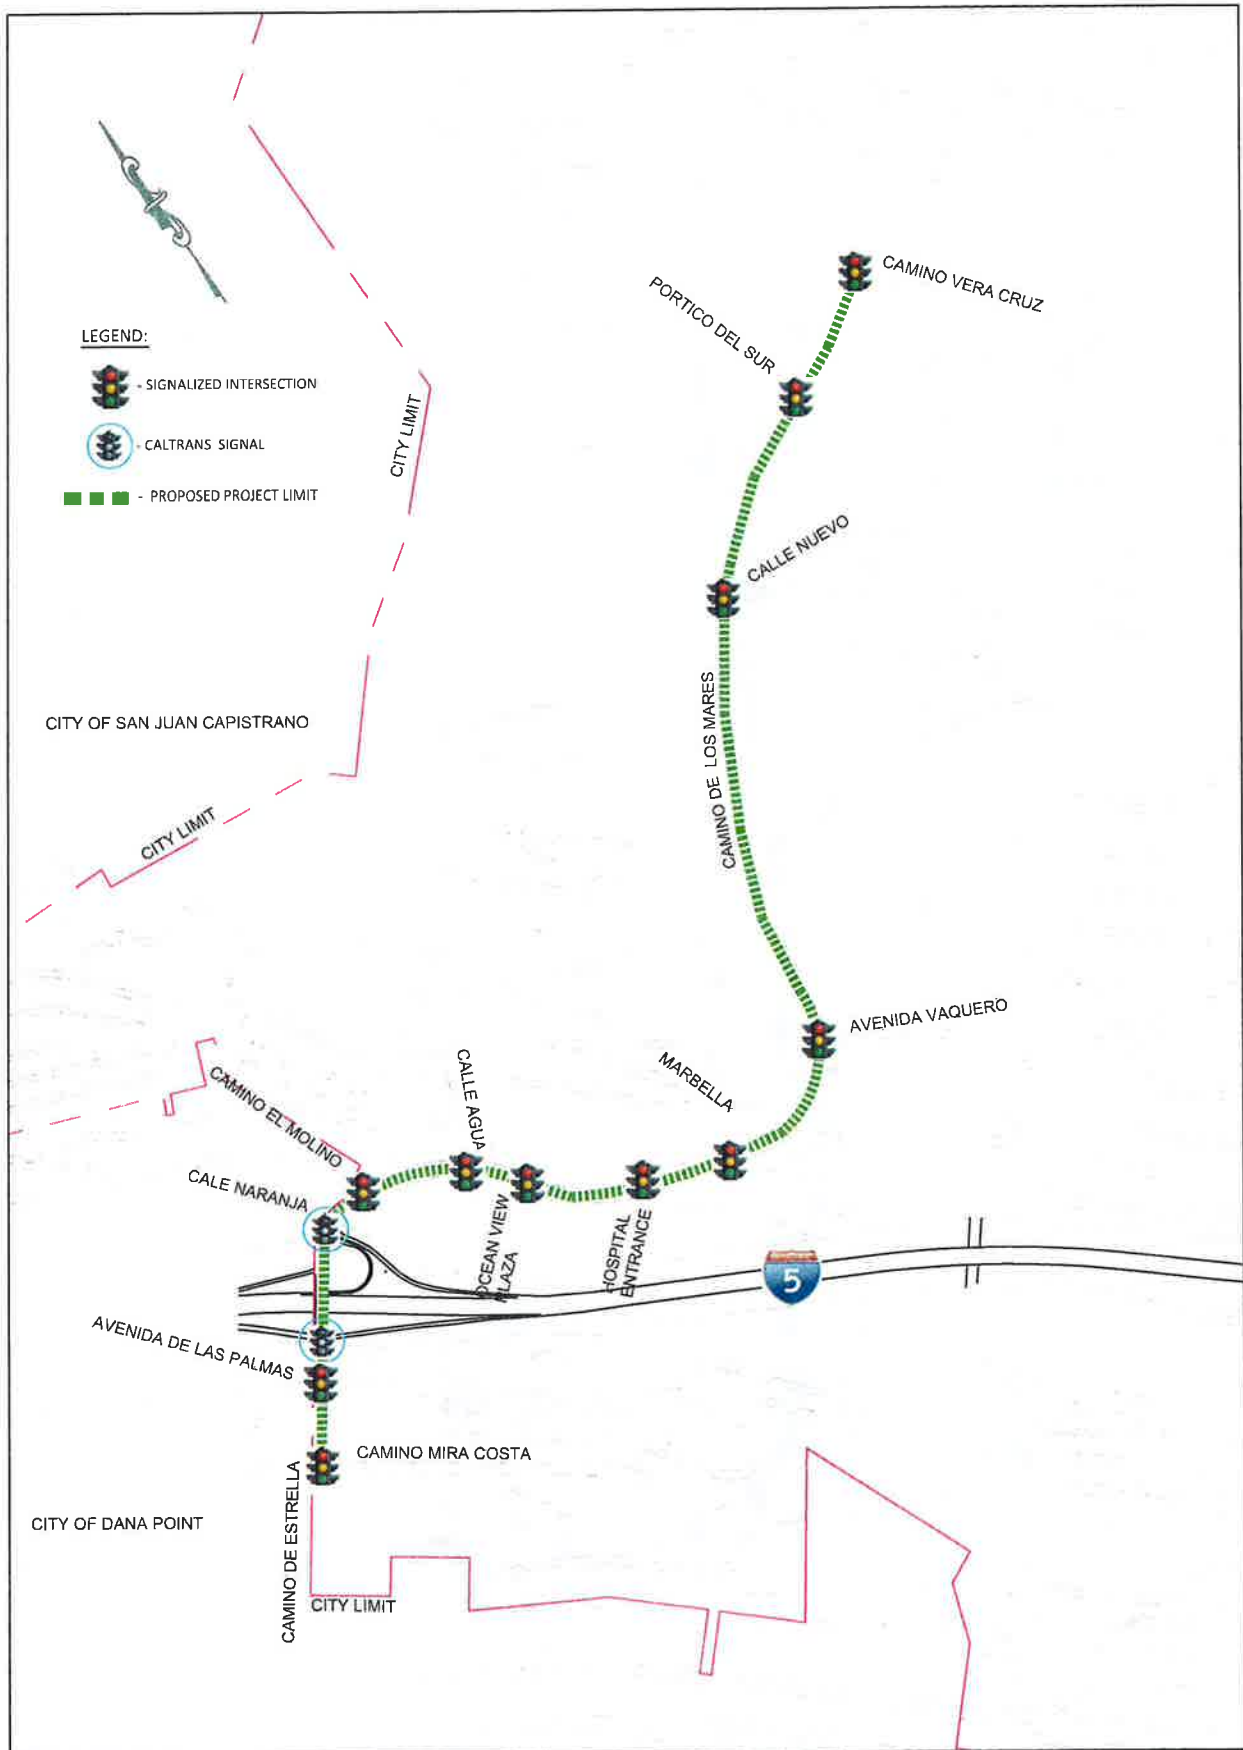 CAMINO VERA CRUZ
PORTICO DEL SUR
LEGEND:
- SIGNALIZED INTERSECTION
- CALTRANS SIGNAL
- PROPOSED PROJECT LIMIT
CITY LIMIT
CALLE NUEVO
CITY OF SAN JUAN CAPISTRANO
CAMINO DE LOS MARES
CITY LIMIT
AVENIDA VAQUERO
MARBELLA
CALLE AGUA
CAMINO EL MOLINO
CALE NARANJA
OCEAN VIEW
PLAZA
HOSPITAL
ENTRANCE
5
AVENIDA DE LAS PALMAS
CAMINO MIRA COSTA
CAMINO DE ESTRELLA
CITY OF DANA POINT
CITY LIMIT